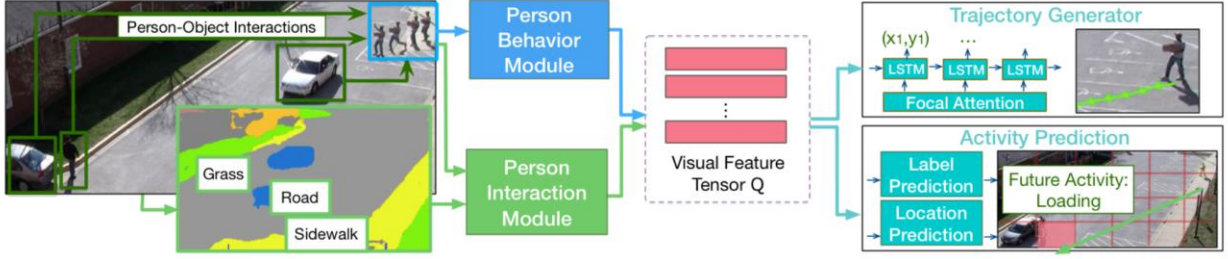 Person-Object Interactions
Grass
Road
Sidewalk
Person
Behavior
Module
Person
Interaction
Module
Visual Feature
Tensor Q
Trajectory Generator
(x1,y1)
...
LSTM
LSTM
LSTM
Focal Attention
Activity Prediction
Label
Prediction
Location
Prediction
Future Activity:
Loading